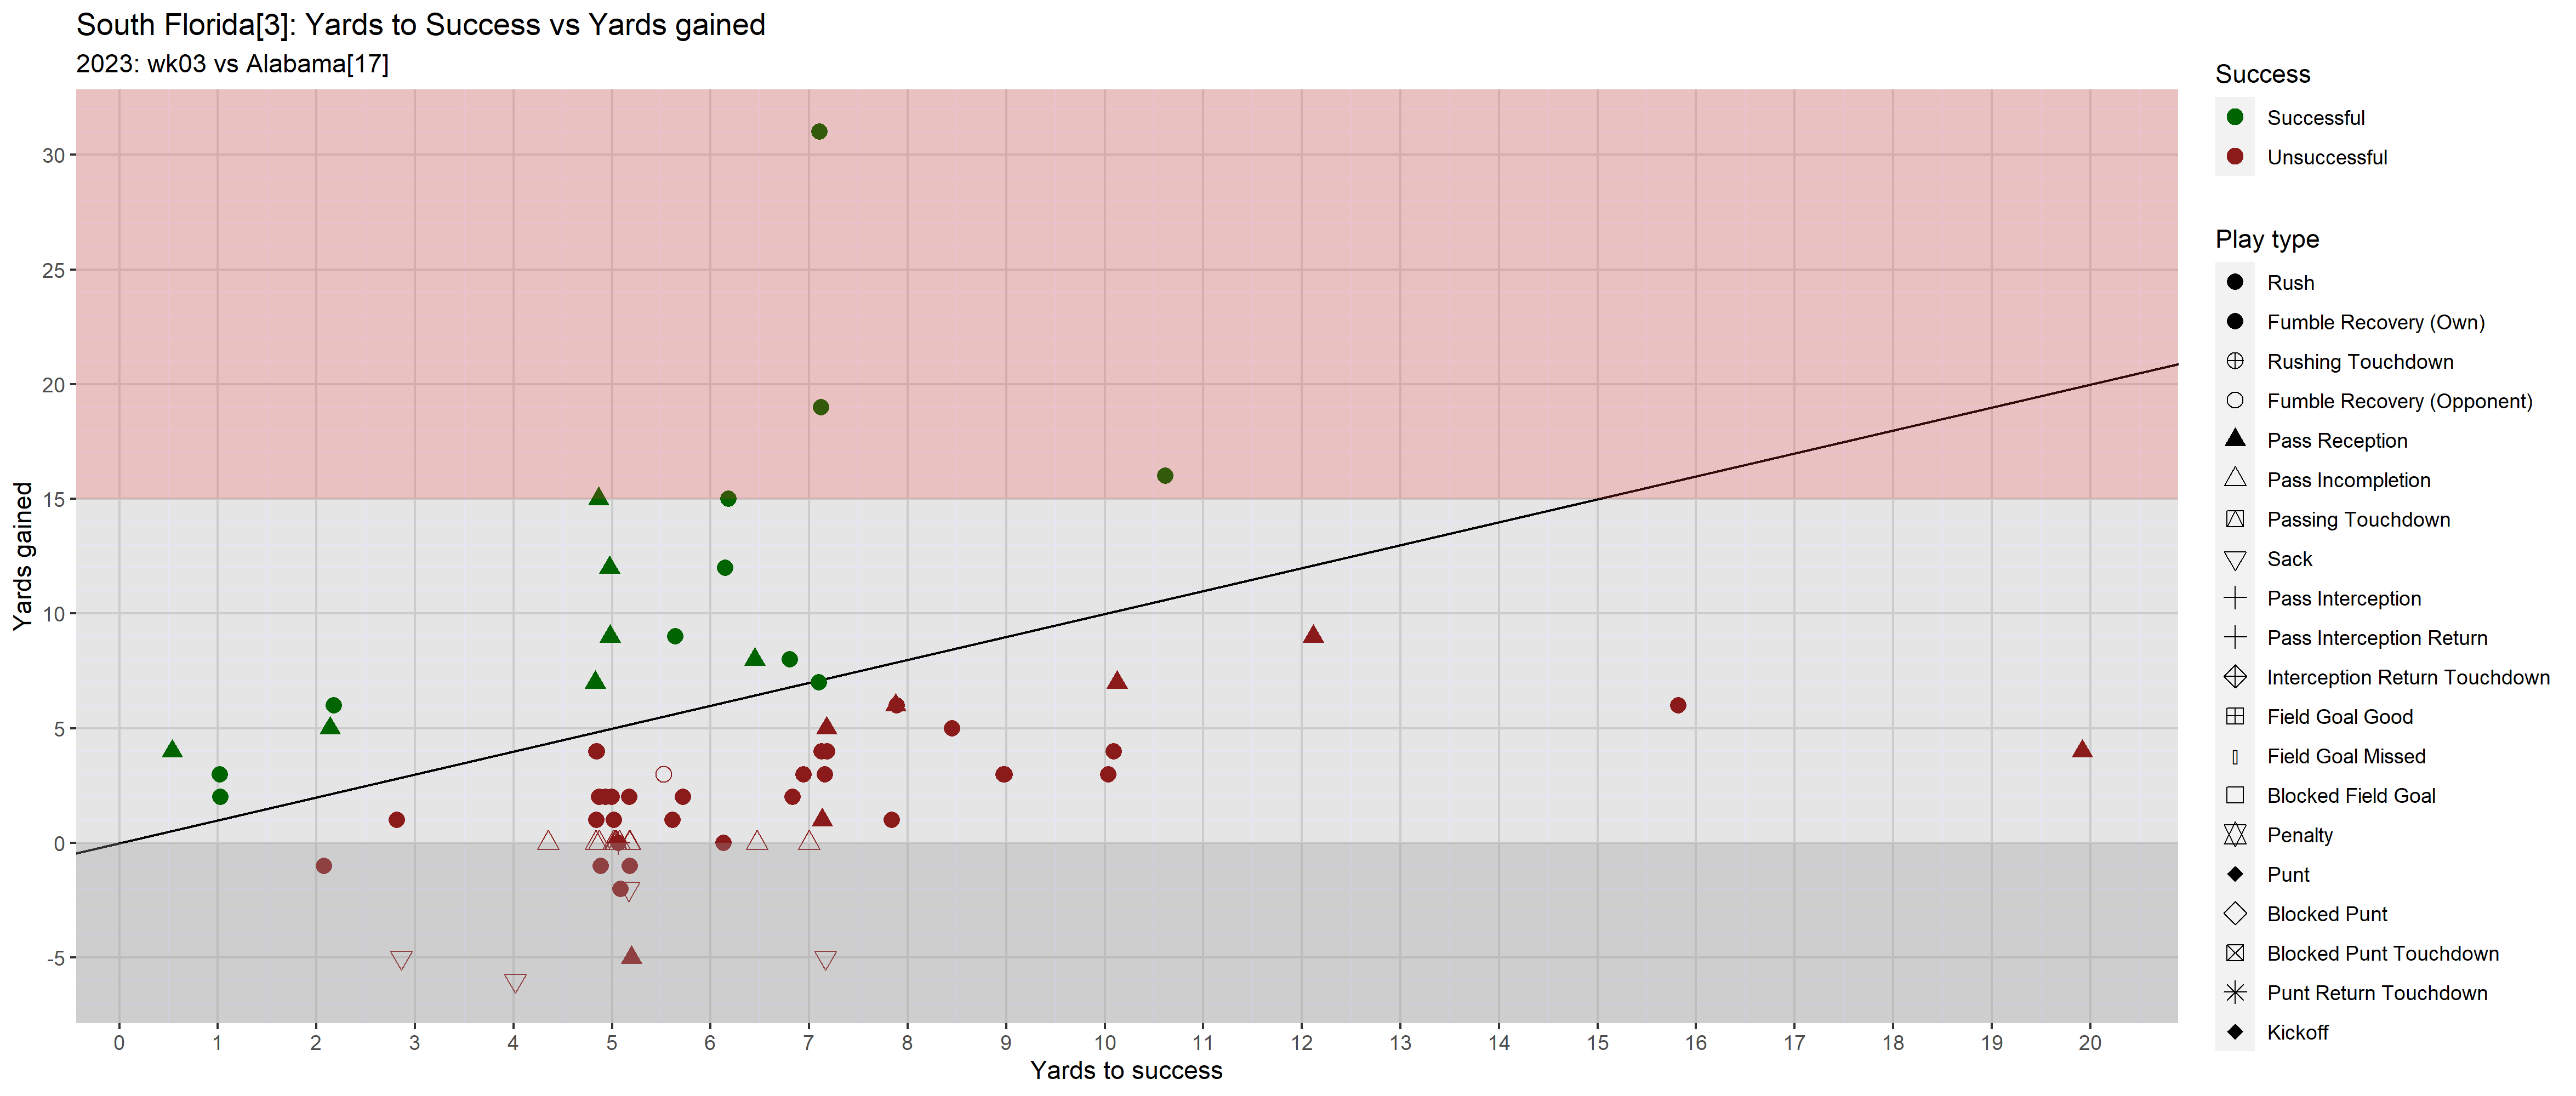 South Florida[3]: Yards to Success vs Yards gained
2023: wk03 vs Alabama[17]
Yards gained
30
25
20
15
10
5
0
-5
0 1 2 3 4 5 6 7 8 9 10 11 12 13 14 15 16 17 18 19 20
Yards to success
Success
Successful
Unsuccessful
Play type
Rush
Fumble Recovery (Own)
Rushing Touchdown
Fumble Recovery (Opponent)
Pass Reception
Pass Incompletion
Passing Touchdown
Sack
Pass Interception
Pass Interception Return
Interception Return Touchdown
Field Goal Good
Field Goal Missed
Blocked Field Goal
Penalty
Punt
Blocked Punt
Blocked Punt Touchdown
Punt Return Touchdown
Kickoff